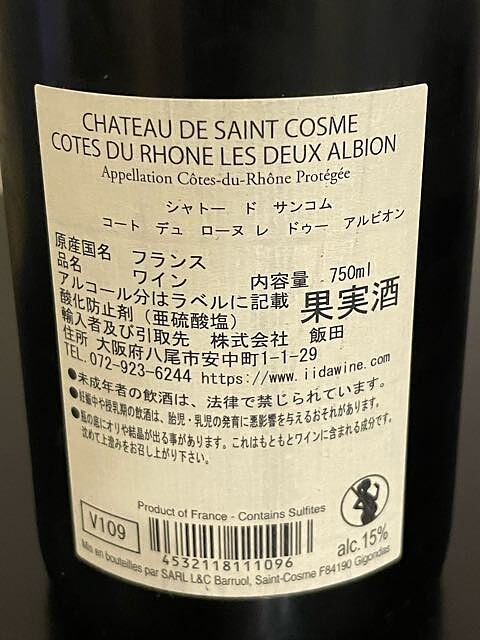 CHATEAU DE SAINT COSME
COTES DU RHONE LES DEUX ALBION
Appellation Côtes-du-Rhône Protégée
シャトー ド サンコム
コート デュ ローヌ レ ドゥー アルビオン
原産国名 フランス
品名 ワイン 内容量 750ml
アルコール分はラベルに記載 果実酒
酸化防止剤（亜硫酸塩）
輸入者及び引取先 株式会社 飯田
住所 大阪府八尾市安中町1-1-29
TEL.072-923-6244 https://www.iidawine.com
●未成年者の飲酒は、法律で禁じられています。
●妊娠中や授乳期の飲酒は、胎児・乳児の発育に悪影響を与えるおそれがあります。
●瓶の底にオリや結晶が出る事があります。これはもともとワインに含まれる成分です。
沈めて上澄みをお召し上がり下さい。
Product of France - Contains Sulfites
V109
4532118111096
alc.15%
Mis en bouteilles par SARL L&C Barruol, Saint-Cosme F84190 Gigondas